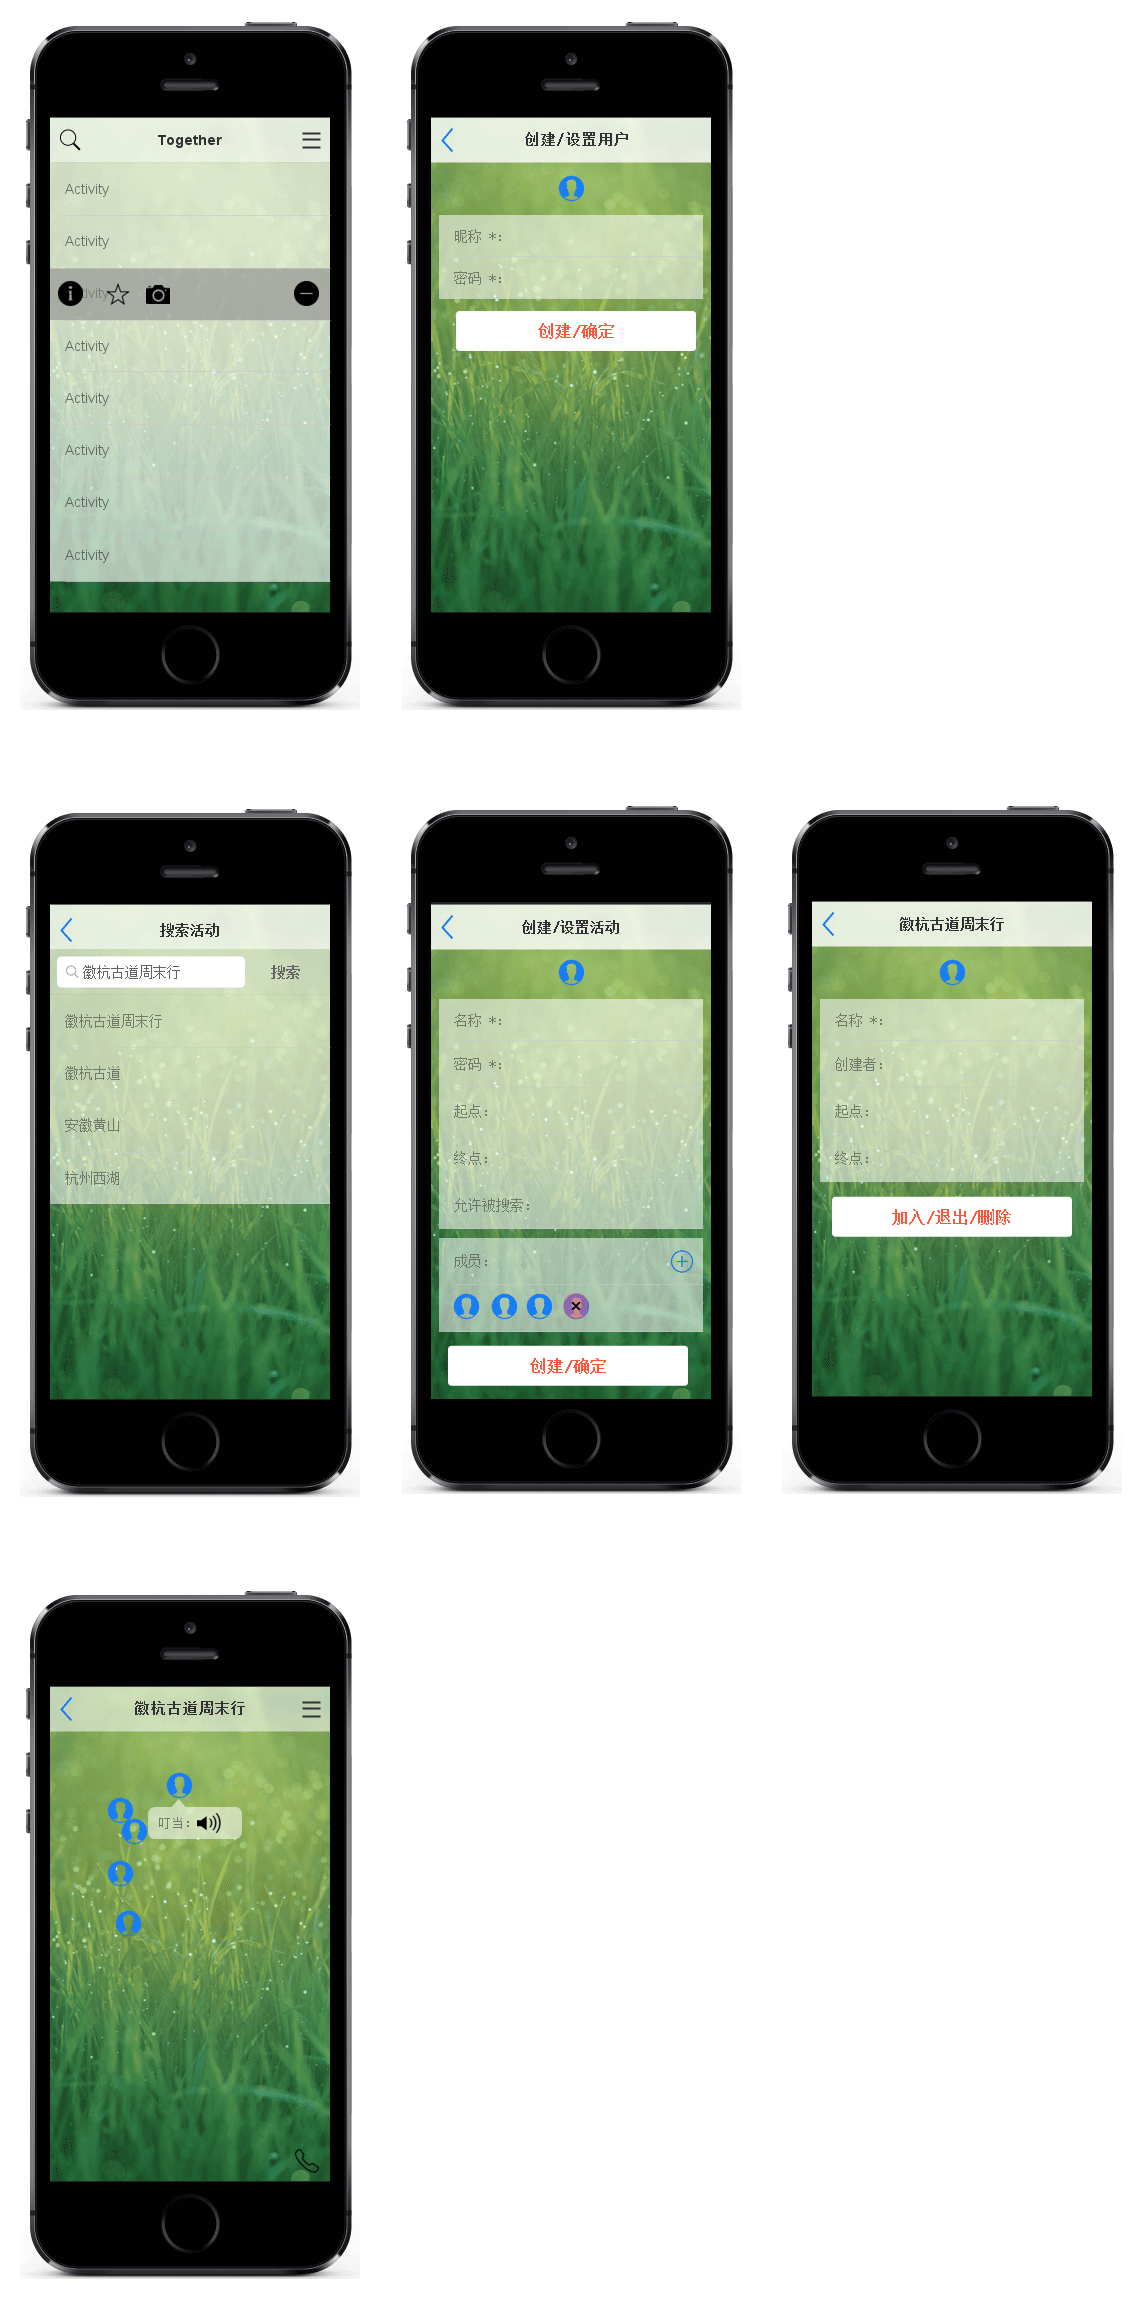 Together
Activity
Activity
tivity
Activity
Activity
Activity
Activity
Activity
创建/设置用户
昵称 *:
密码 *:
创建/确定
搜索活动
徽杭古道周末行 搜索
徽杭古道周末行
徽杭古道
安徽黄山
杭州西湖
创建/设置活动
名称 *:
密码 *:
起点:
终点:
允许被搜索:
成员:
创建/确定
徽杭古道周末行
名称 *:
创建者:
起点:
终点:
加入/退出/删除
徽杭古道周末行
叮当: